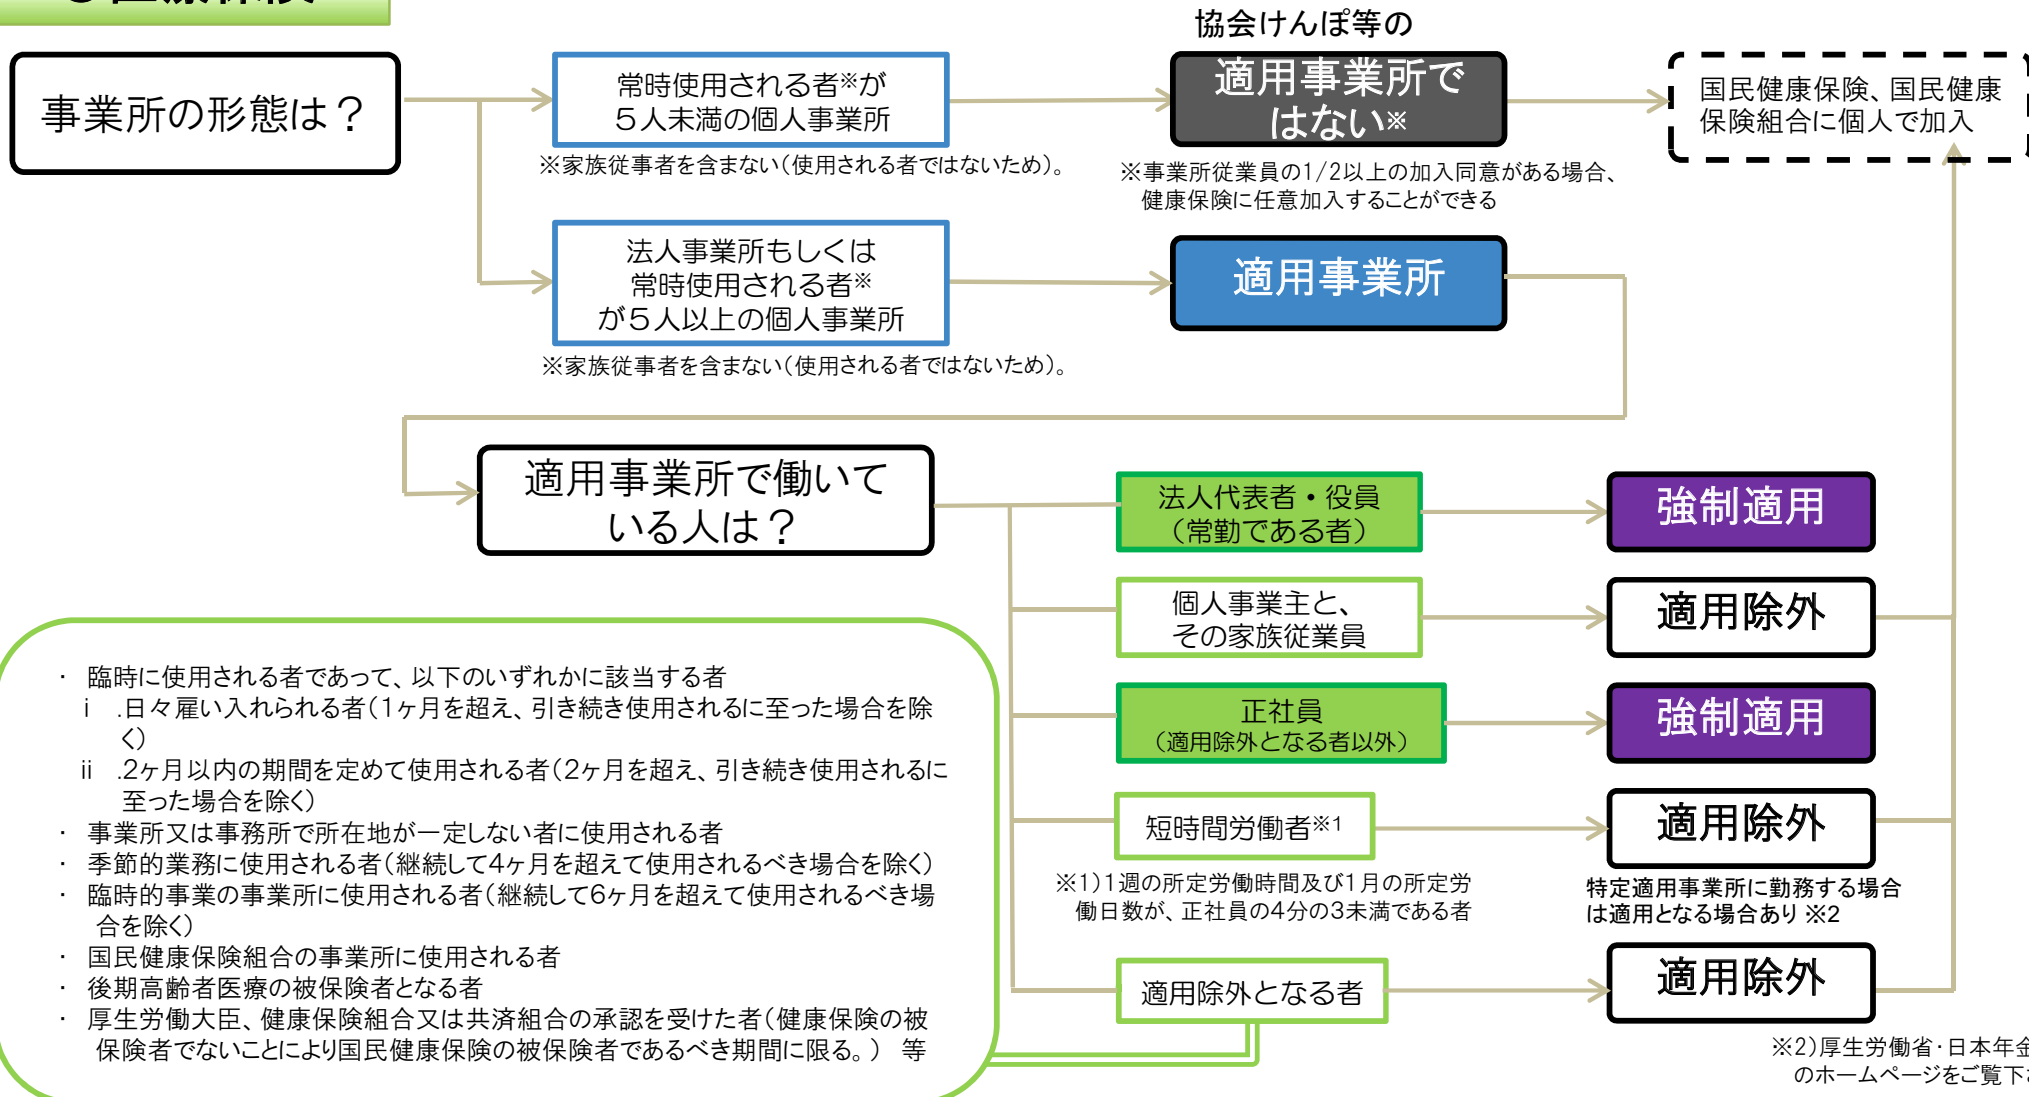 医療保険
協会けんぽ等の
事業所の形態は？
常時使用される者※が
５人未満の個人事業所
※家族従事者を含まない（使用される者ではないため）。
適用事業所で
はない※
※事業所従業員の1/2以上の加入同意がある場合、
健康保険に任意加入することができる
国民健康保険、国民健康
保険組合に個人で加入
法人事業所もしくは
常時使用される者※
が５人以上の個人事業所
※家族従事者を含まない（使用される者ではないため）。
適用事業所
適用事業所で働いて
いる人は？
法人代表者・役員
（常勤である者）
強制適用
個人事業主と、
その家族従業員
適用除外
正社員
（適用除外となる者以外）
強制適用
短時間労働者※1
適用除外
※1）1週の所定労働時間及び1月の所定労
働日数が、正社員の4分の3未満である者
特定適用事業所に勤務する場合
は適用となる場合あり ※2
適用除外となる者
適用除外
・ 臨時に使用される者であって、以下のいずれかに該当する者
ⅰ .日々雇い入れられる者（1ヶ月を超え、引き続き使用されるに至った場合を除
く）
ⅱ .2ヶ月以内の期間を定めて使用される者（2ヶ月を超え、引き続き使用されるに
至った場合を除く）
・ 事業所又は事務所で所在地が一定しない者に使用される者
・ 季節的業務に使用される者（継続して4ヶ月を超えて使用されるべき場合を除く）
・ 臨時的事業の事業所に使用される者（継続して6ヶ月を超えて使用されるべき場
合を除く）
・ 国民健康保険組合の事業所に使用される者
・ 後期高齢者医療の被保険者となる者
・ 厚生労働大臣、健康保険組合又は共済組合の承認を受けた者（健康保険の被
保険者でないことにより国民健康保険の被保険者であるべき期間に限る。） 等
※2）厚生労働省・日本年金
のホームページをご覧下